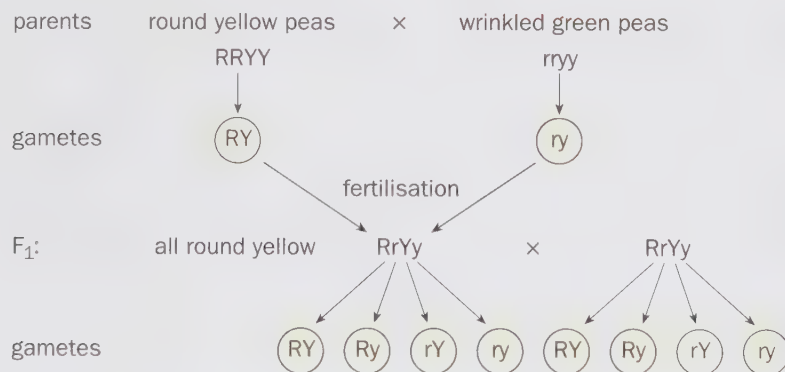 parents round yellow peas × wrinkled green peas
RRYY rryy
gametes RY ry
fertilisation
F₁: all round yellow RrYy × RrYy
gametes RY Ry rY ry RY Ry rY ry